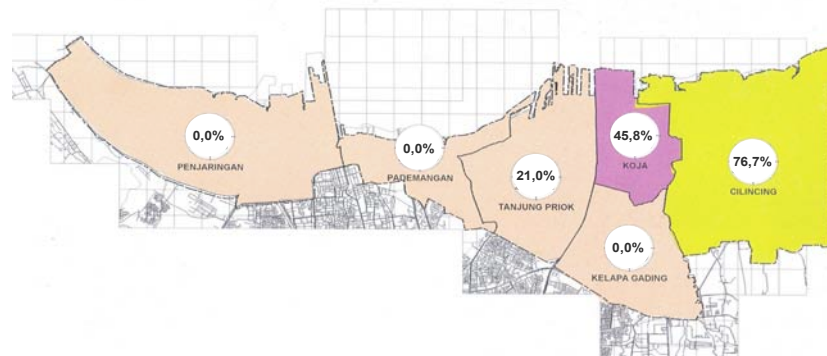 0,0%
PENJARINGAN
0,0%
PADEMANGAN
21,0%
TANJUNG PRIOK
45,8%
KOJA
76,7%
CILINCING
0,0%
KELAPA GADING